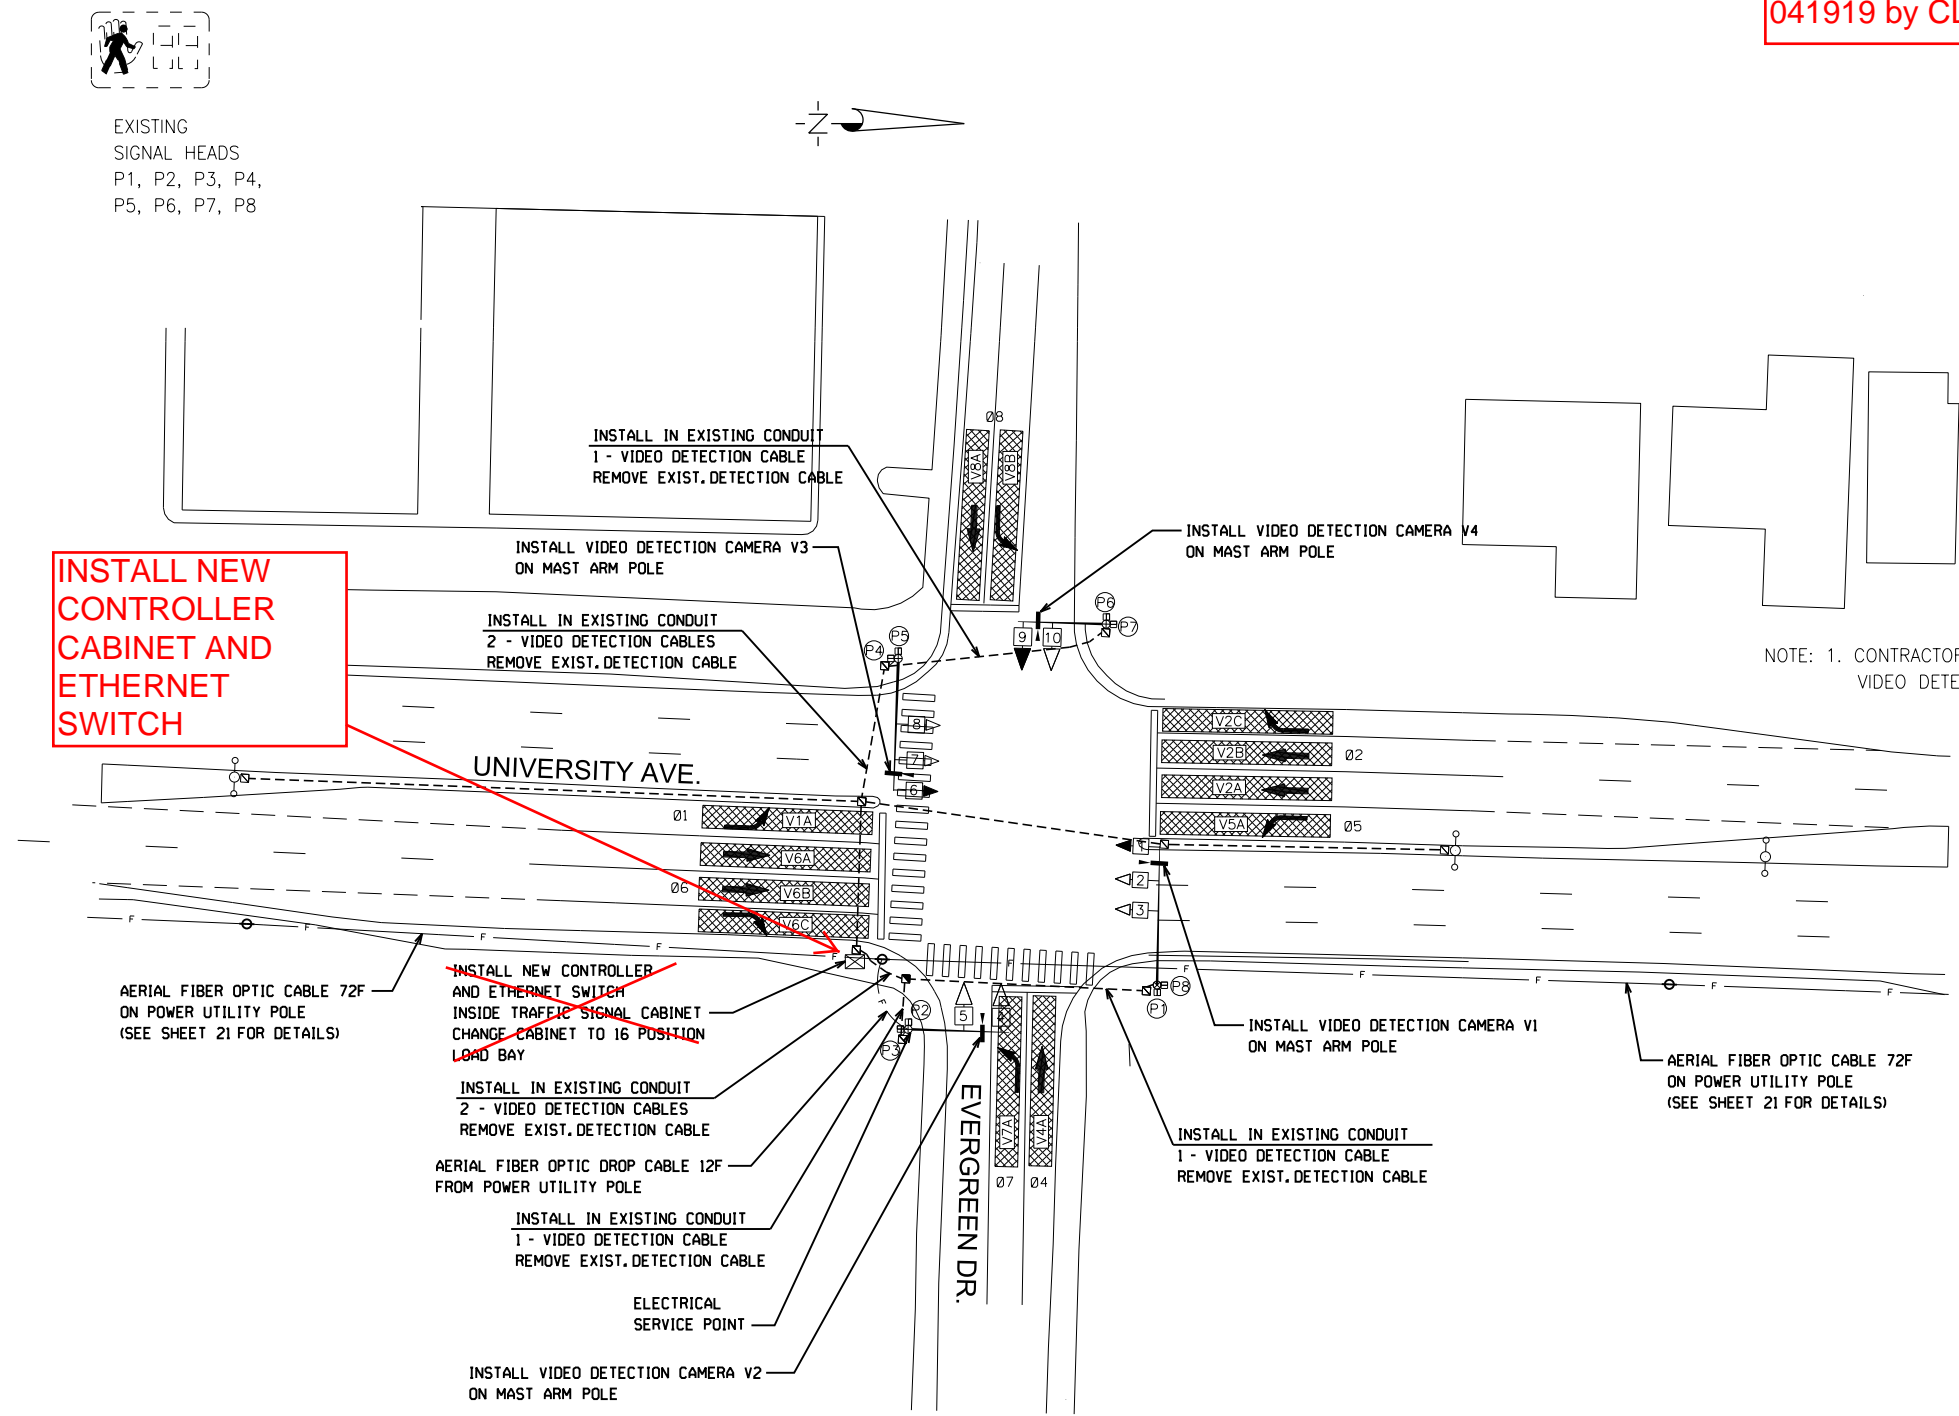 041919 by CL
EXISTING
SIGNAL HEADS
P1, P2, P3, P4,
P5, P6, P7, P8
Z
Ø8
V8A
V8B
INSTALL IN EXISTING CONDUIT
1 - VIDEO DETECTION CABLE
REMOVE EXIST. DETECTION CABLE
INSTALL VIDEO DETECTION CAMERA V4
ON MAST ARM POLE
INSTALL VIDEO DETECTION CAMERA V3
ON MAST ARM POLE
INSTALL NEW
CONTROLLER
CABINET AND
ETHERNET
SWITCH
INSTALL IN EXISTING CONDUIT
2 - VIDEO DETECTION CABLES
REMOVE EXIST. DETECTION CABLE
P6
P7
9
10
P5
P4
NOTE: 1. CONTRACTOR
VIDEO DETE
8
7
6
V2C
V2B
Ø2
V2A
V5A
Ø5
UNIVERSITY AVE.
Ø1
V1A
V6A
Ø6
V6B
V6C
2
3
F
F
F
F
F
F
F
F
F
F
F
F
F
INSTALL NEW CONTROLLER
AND ETHERNET SWITCH
INSIDE TRAFFIC SIGNAL CABINET
CHANGE CABINET TO 16 POSITION
LOAD BAY
AERIAL FIBER OPTIC CABLE 72F
ON POWER UTILITY POLE
(SEE SHEET 21 FOR DETAILS)
P2
P3
5
P8
P1
INSTALL VIDEO DETECTION CAMERA V1
ON MAST ARM POLE
AERIAL FIBER OPTIC CABLE 72F
ON POWER UTILITY POLE
(SEE SHEET 21 FOR DETAILS)
INSTALL IN EXISTING CONDUIT
2 - VIDEO DETECTION CABLES
REMOVE EXIST. DETECTION CABLE
V7A
V4A
Ø7
Ø4
EVERGREEN DR.
INSTALL IN EXISTING CONDUIT
1 - VIDEO DETECTION CABLE
REMOVE EXIST. DETECTION CABLE
AERIAL FIBER OPTIC DROP CABLE 12F
FROM POWER UTILITY POLE
INSTALL IN EXISTING CONDUIT
1 - VIDEO DETECTION CABLE
REMOVE EXIST. DETECTION CABLE
ELECTRICAL
SERVICE POINT
INSTALL VIDEO DETECTION CAMERA V2
ON MAST ARM POLE